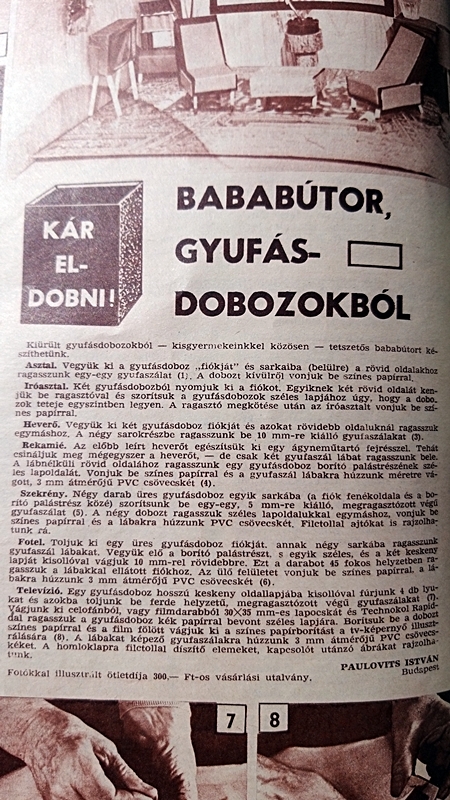 KÁR
EL-
DOBNI!
BABABÚTOR,
GYUFÁS-
DOBOZOKBÓL
Kiürült gyufásdobozokból — kisgyermekeinkkel közösen — tetszetős bababútort ké-
szíthetünk.
Asztal. Vegyük ki a gyufásdoboz „fiókját" és sarkaiba (belülre) a rövid oldalakhoz
ragasszunk egy-egy gyufaszálat (1). A dobozt kívülről vonjuk be színes papírral.
Íróasztal. Két gyufásdobozból nyomjuk ki a fiókot. Egyiknek két rövid oldalát ken-
jük be ragasztóval és szorítsuk a gyufásdobozok széles lapjához úgy, hogy a dobo-
zok teteje egyszintben legyen. A ragasztó megkötése után az íróasztalt vonjuk be szí-
nes papírral.
Heverő. Vegyük ki két gyufásdoboz fiókját és azokat rövidebb oldaluknál ragasszuk
egymáshoz. A négy sarokrészbe ragasszunk be 10 mm-re kiálló gyufaszálakat (3).
Rekamié. Az előbb leírt heverőt egészítsük ki egy ágyneműtartó fejrésszel. Tehát
csináljuk meg mégegyszer a heverőt, — de csak két gyufaszál lábat ragasszunk bele.
A lábnélküli rövid oldalához ragasszunk egy gyufásdoboz borító palástrészének szé-
les lapoldalát. Vonjuk be színes papírral és a gyufaszál lábakra húzzunk méretre vá-
gott, 3 mm átmérőjű PVC csövecskét (4).
Szekrény. Négy darab üres gyufásdoboz egyik sarkába (a fiók fenékoldala és a bo-
rító palástrész közé) szorítsunk be egy-egy, 5 mm-re kiálló, megragasztózott végű
gyufaszálat (5). A négy dobozt ragasszuk széles lapoldalukkal egymáshoz, vonjuk be
színes papírral és a lábakra húzzunk PVC csövecskét. Filctollal ajtókat is rajzolha-
tunk rá.
Fotel. Toljuk ki egy üres gyufásdoboz fiókját, annak négy sarkába ragasszunk
gyufaszál lábakat. Vegyük elő a borító palástrészt, s egyik széles, és a két keskeny
lapját kisollóval vágjuk 10 mm-rel rövidebbre. Ezt a darabot 45 fokos helyzetben ra-
gasszuk a lábakkal ellátott fiókhoz. Az ülő felületet vonjuk be színes papírral, a lá-
bakra húzzunk 3 mm átmérőjű PVC csövecskét (6).
Televízió. Egy gyufásdoboz hosszú keskeny oldallapjába kisollóval fúrjunk 4 db lyu-
kat és azokba toljunk be ferde helyzetű, megragasztózott végű gyufaszálakat (7).
Vágjunk ki celofánból, vagy filmdarabból 30×35 mm-es lapocskát és Technokol Rapid-
dal ragasszuk a gyufásdoboz kék papírral bevont széles lapjára. Borítsuk be a dobozt
színes papírral és a film fölött vágjuk ki a színes papírborítást a tv-képernyő illuszt-
rálására (8). A lábakat képező gyufaszálakra húzzunk 3 mm átmérőjű PVC csövecs-
kéket. A homloklapra filctollal díszítő elemeket, kapcsolót utánzó ábrákat rajzolha-
tunk.
PAULOVITS ISTVÁN
Budapest
Fotókkal illusztrált ötletdíja 300.— Ft-os vásárlási utalvány.
7
8